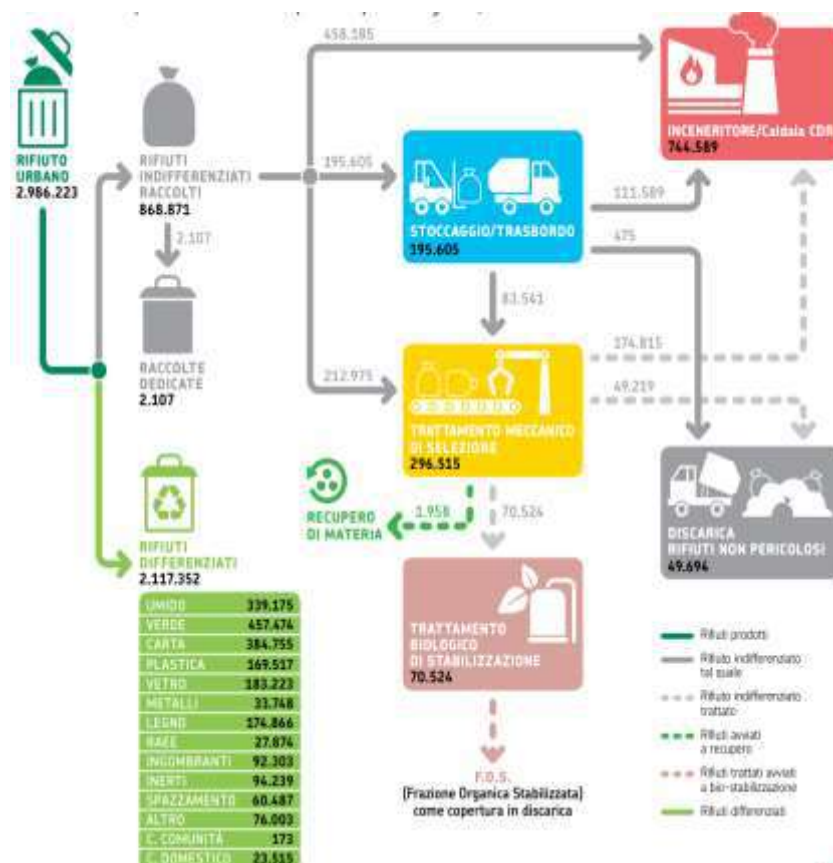 458.185
RIFIUTO
URBANO
2.986.223
RIFIUTI
INDIFFERENZIATI
RACCOLTI
868.871
195.605
STOCCAGGIO/TRASBORDO
195.605
INCENERITORE/Caldaia CDR
744.589
121.589
475
2.107
RACCOLTE
DEDICATE
2.107
83.541
212.975
TRATTAMENTO MECCANICO
DI SELEZIONE
296.515
174.815
49.219
RECUPERO
DI MATERIA
1.958
70.524
DISCARICA
RIFIUTI NON PERICOLOSI
49.694
RIFIUTI
DIFFERENZIATI
2.117.352
UMIDO 339.175
VERDE 457.474
CARTA 384.755
PLASTICA 169.517
VETRO 183.223
METALLI 33.748
LEGNO 174.866
RAEE 27.874
INGOMBRANTI 92.303
INERTI 94.239
SPAZZAMENTO 60.487
ALTRO 76.003
C. COMUNITÀ 173
C. DOMESTICO 23.515
TRATTAMENTO
BIOLOGICO
DI STABILIZZAZIONE
70.524
F.O.S.
(Frazione Organica Stabilizzata)
come copertura in discarica
Rifiuti prodotti
Rifiuto indifferenziato
tal quale
Rifiuto indifferenziato
trattato
Rifiuti avviati
a recupero
Rifiuti trattati avviati
a bio-stabilizzazione
Rifiuti differenziati